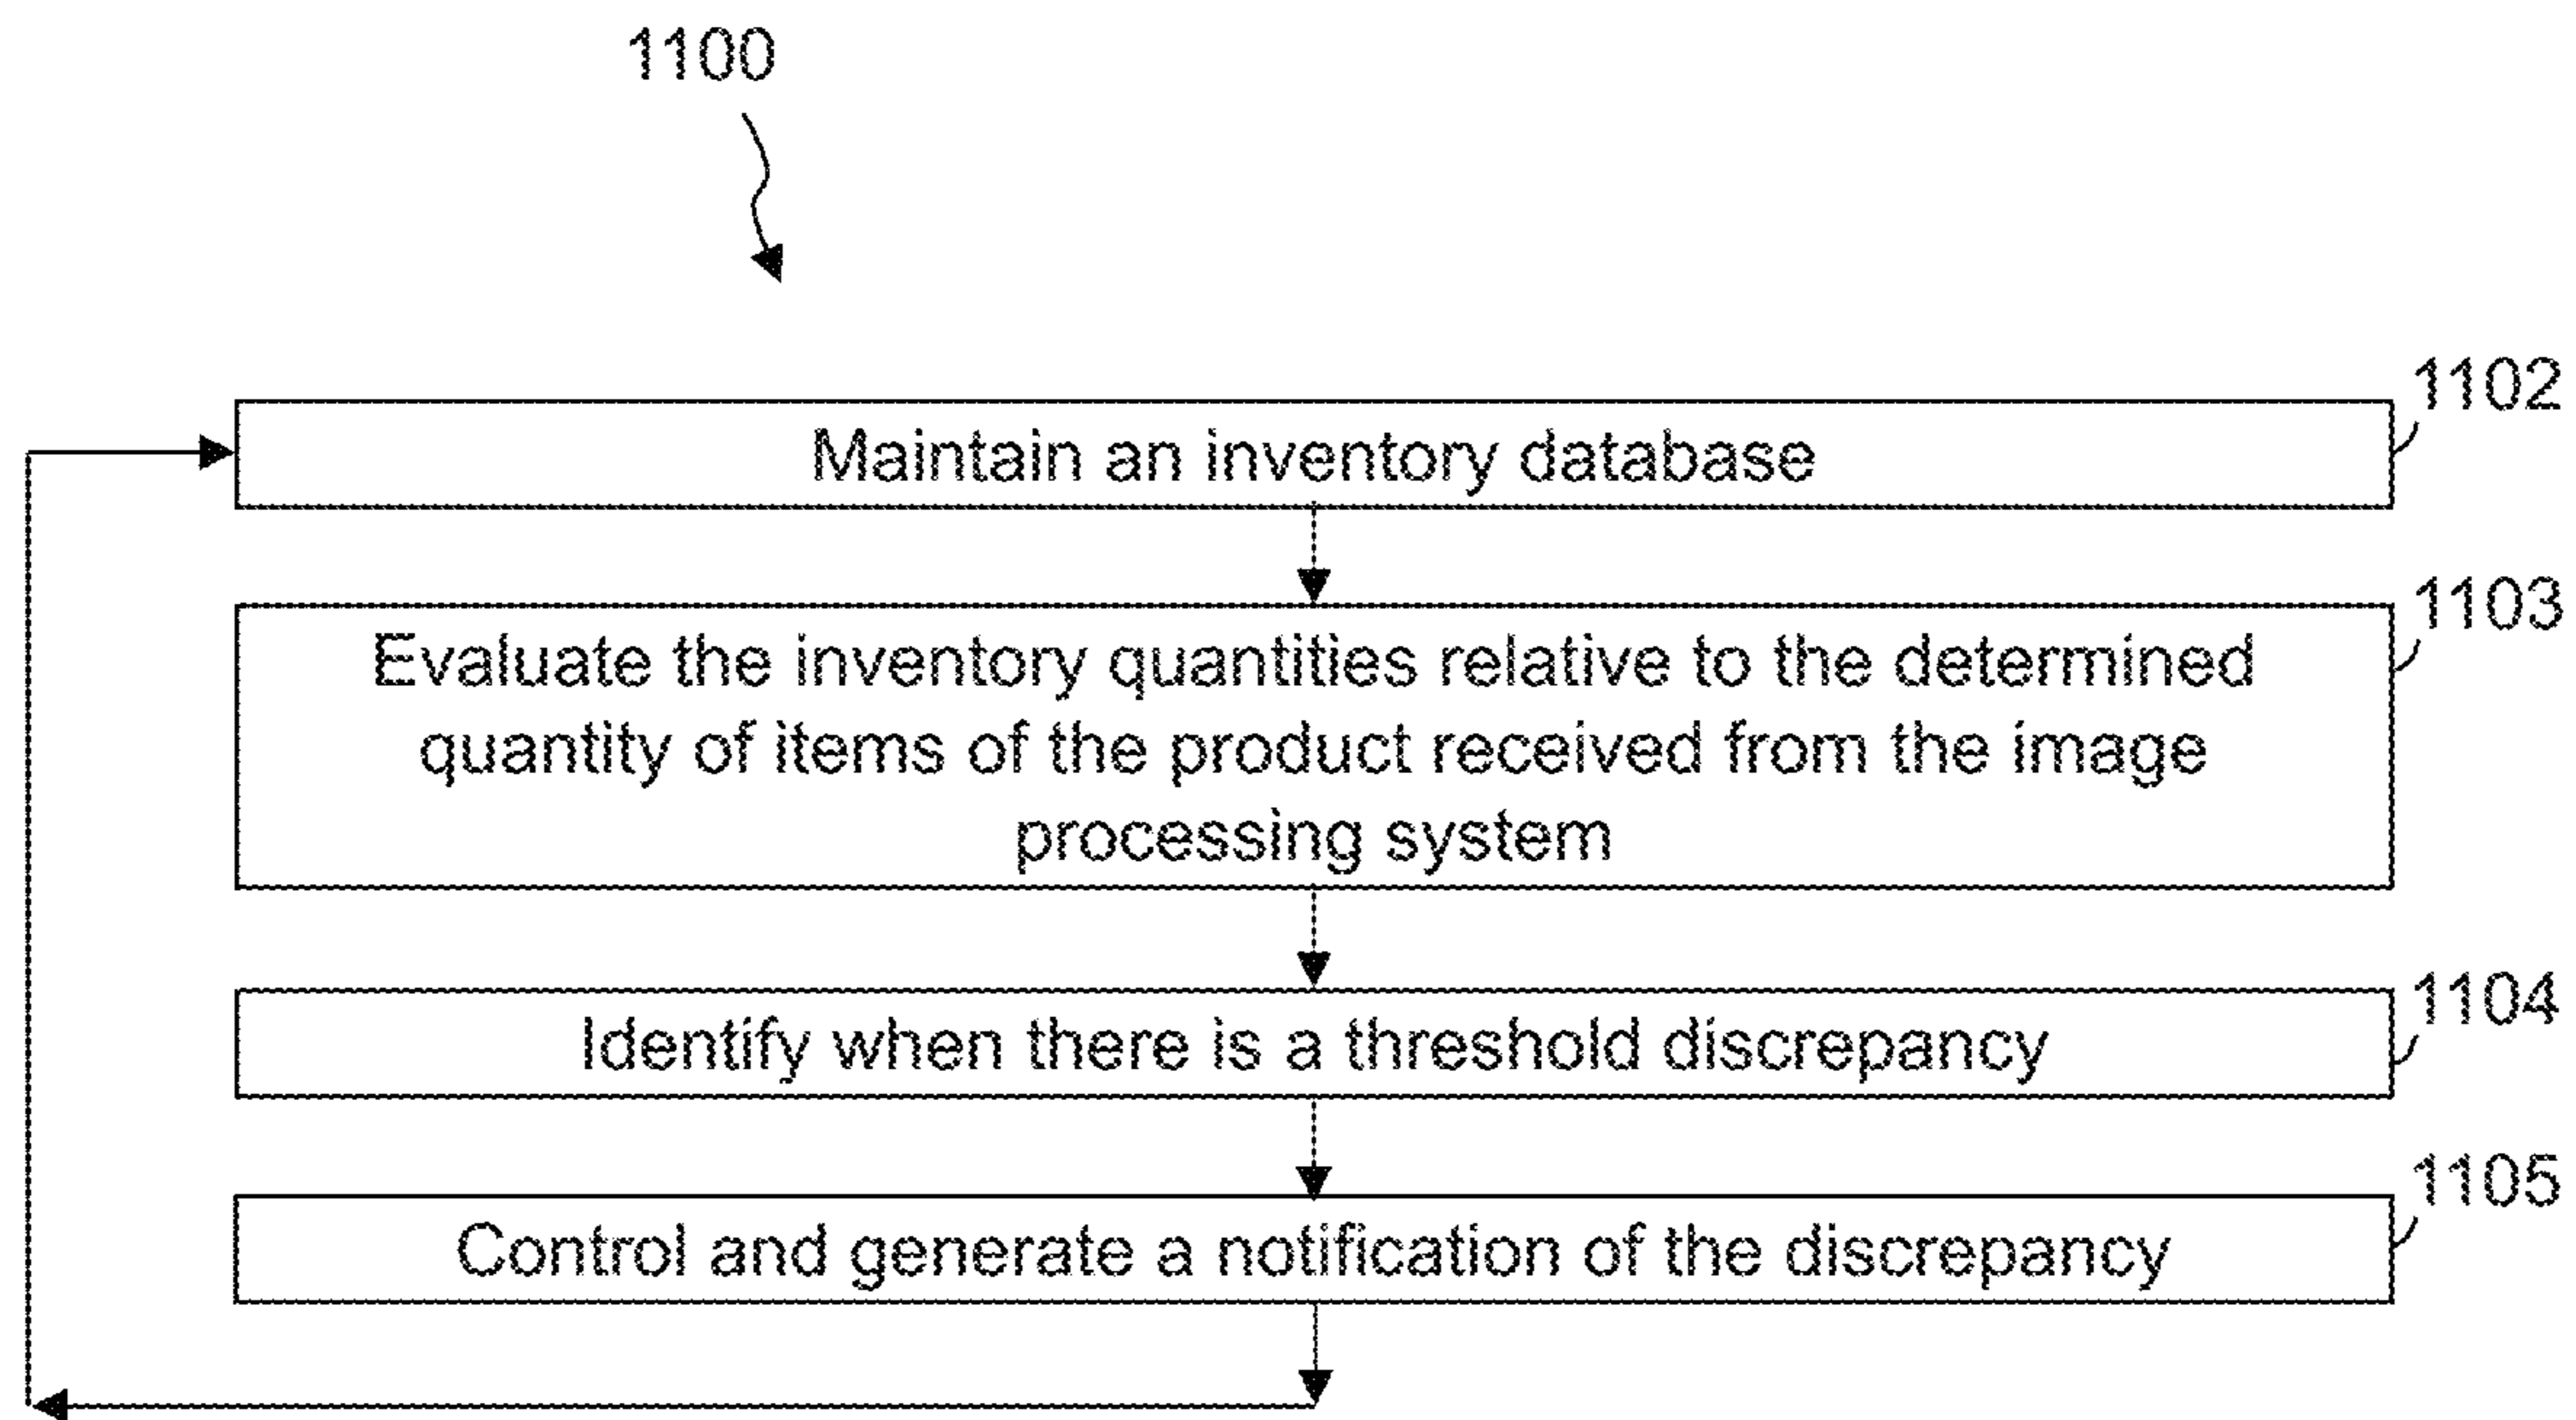 1100
1102
Maintain an inventory database
1103
Evaluate the inventory quantities relative to the determined
quantity of items of the product received from the image
processing system
1104
Identify when there is a threshold discrepancy
1105
Control and generate a notification of the discrepancy